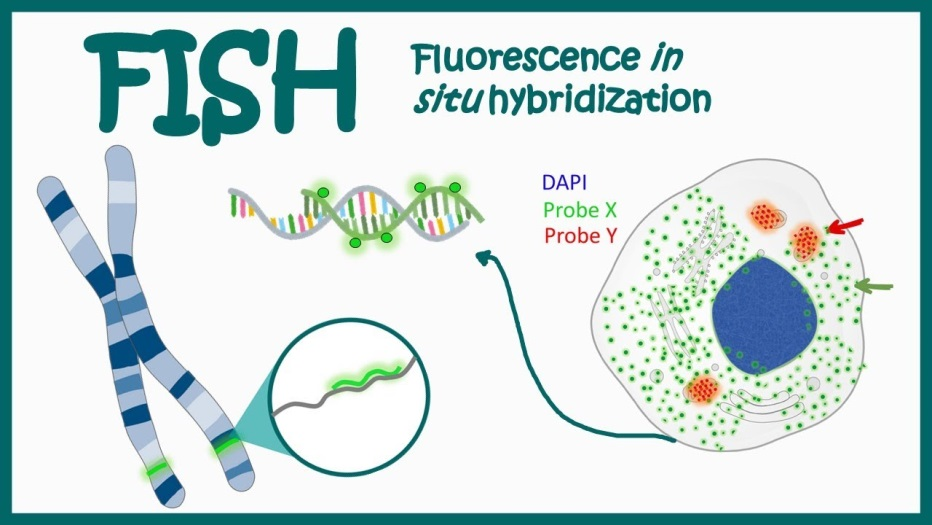 FISH
Fluorescence in
situ hybridization
DAPI
Probe X
Probe Y